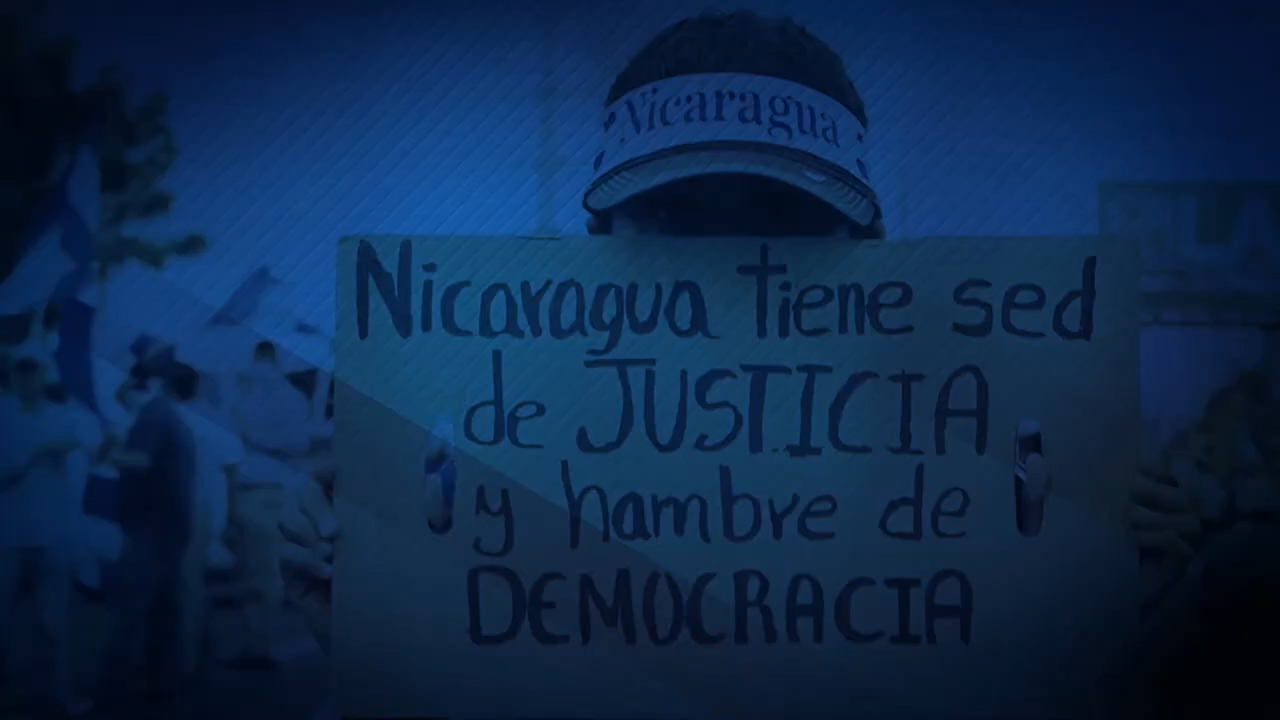 Nicaragua
Nicaragua tiene sed
de JUSTICIA
y hambre de
DEMOCRACIA